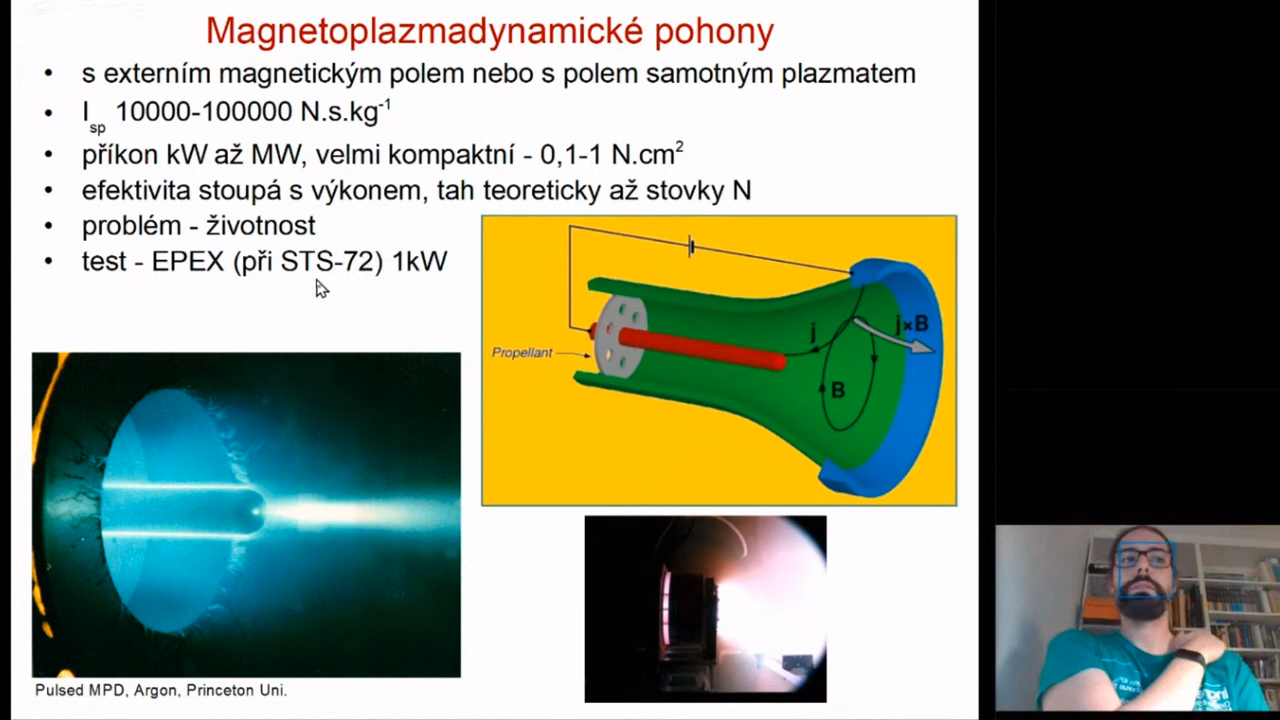 Magnetoplazmadynamické pohony
• s externím magnetickým polem nebo s polem samotným plazmatem
• Isp 10000-100000 N.s.kg-1
• příkon kW až MW, velmi kompaktní - 0,1-1 N.cm2
• efektivita stoupá s výkonem, tah teoreticky až stovky N
• problém - životnost
• test - EPEX (při STS-72) 1kW
Propellant
j
j×B
B
Pulsed MPD, Argon, Princeton Uni.